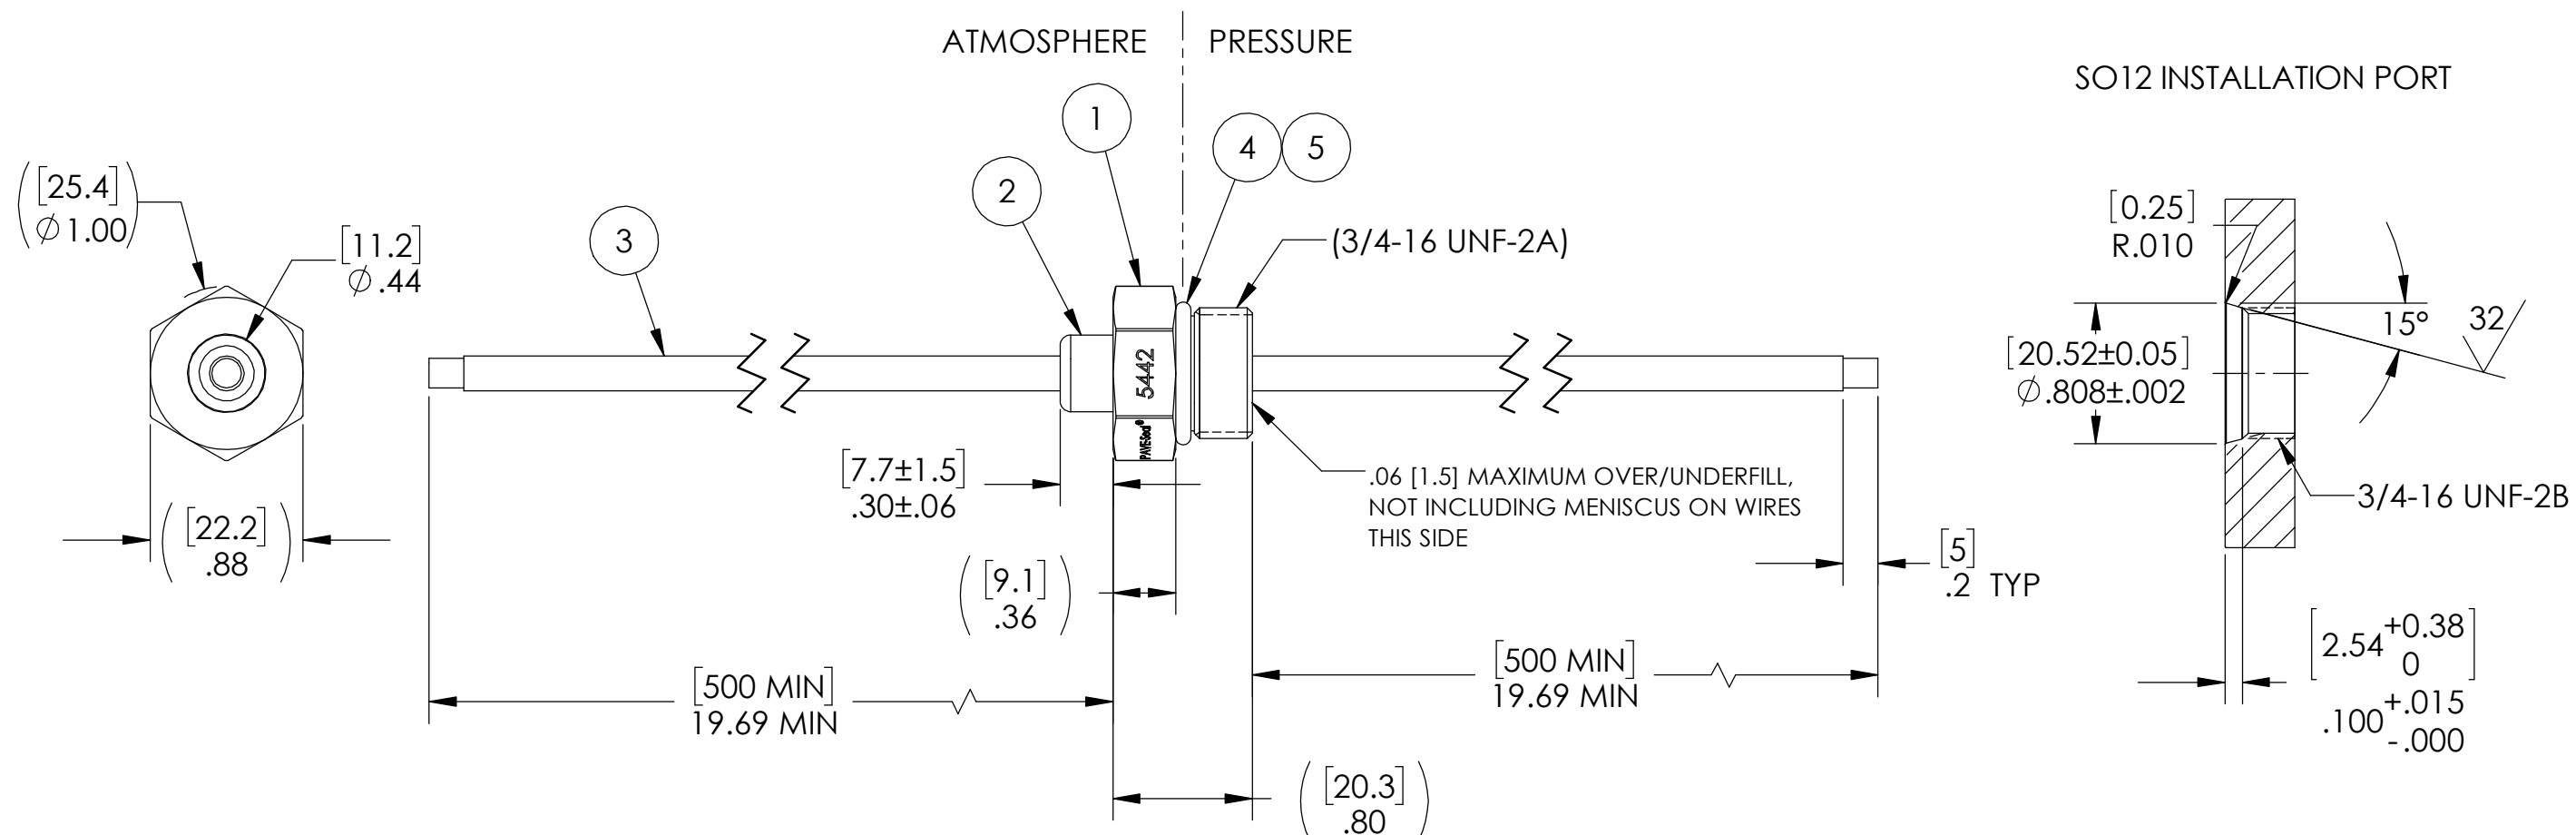 ATMOSPHERE
PRESSURE
SO12 INSTALLATION PORT
1
4
5
2
3
([25.4]
⌀ 1.00)
[11.2]
⌀ .44
(3/4-16 UNF-2A)
[0.25]
R.010
15°
32
[20.52±0.05]
⌀ .808±.002
5442
PAVE-Seal®
[7.7±1.5]
.30±.06
.06 [1.5] MAXIMUM OVER/UNDERFILL,
NOT INCLUDING MENISCUS ON WIRES
THIS SIDE
3/4-16 UNF-2B
([22.2]
.88)
([9.1]
.36)
[5]
.2 TYP
[500 MIN]
19.69 MIN
[500 MIN]
19.69 MIN
[2.54 +0.38
0]
.100 +.015
-.000
([20.3]
.80)